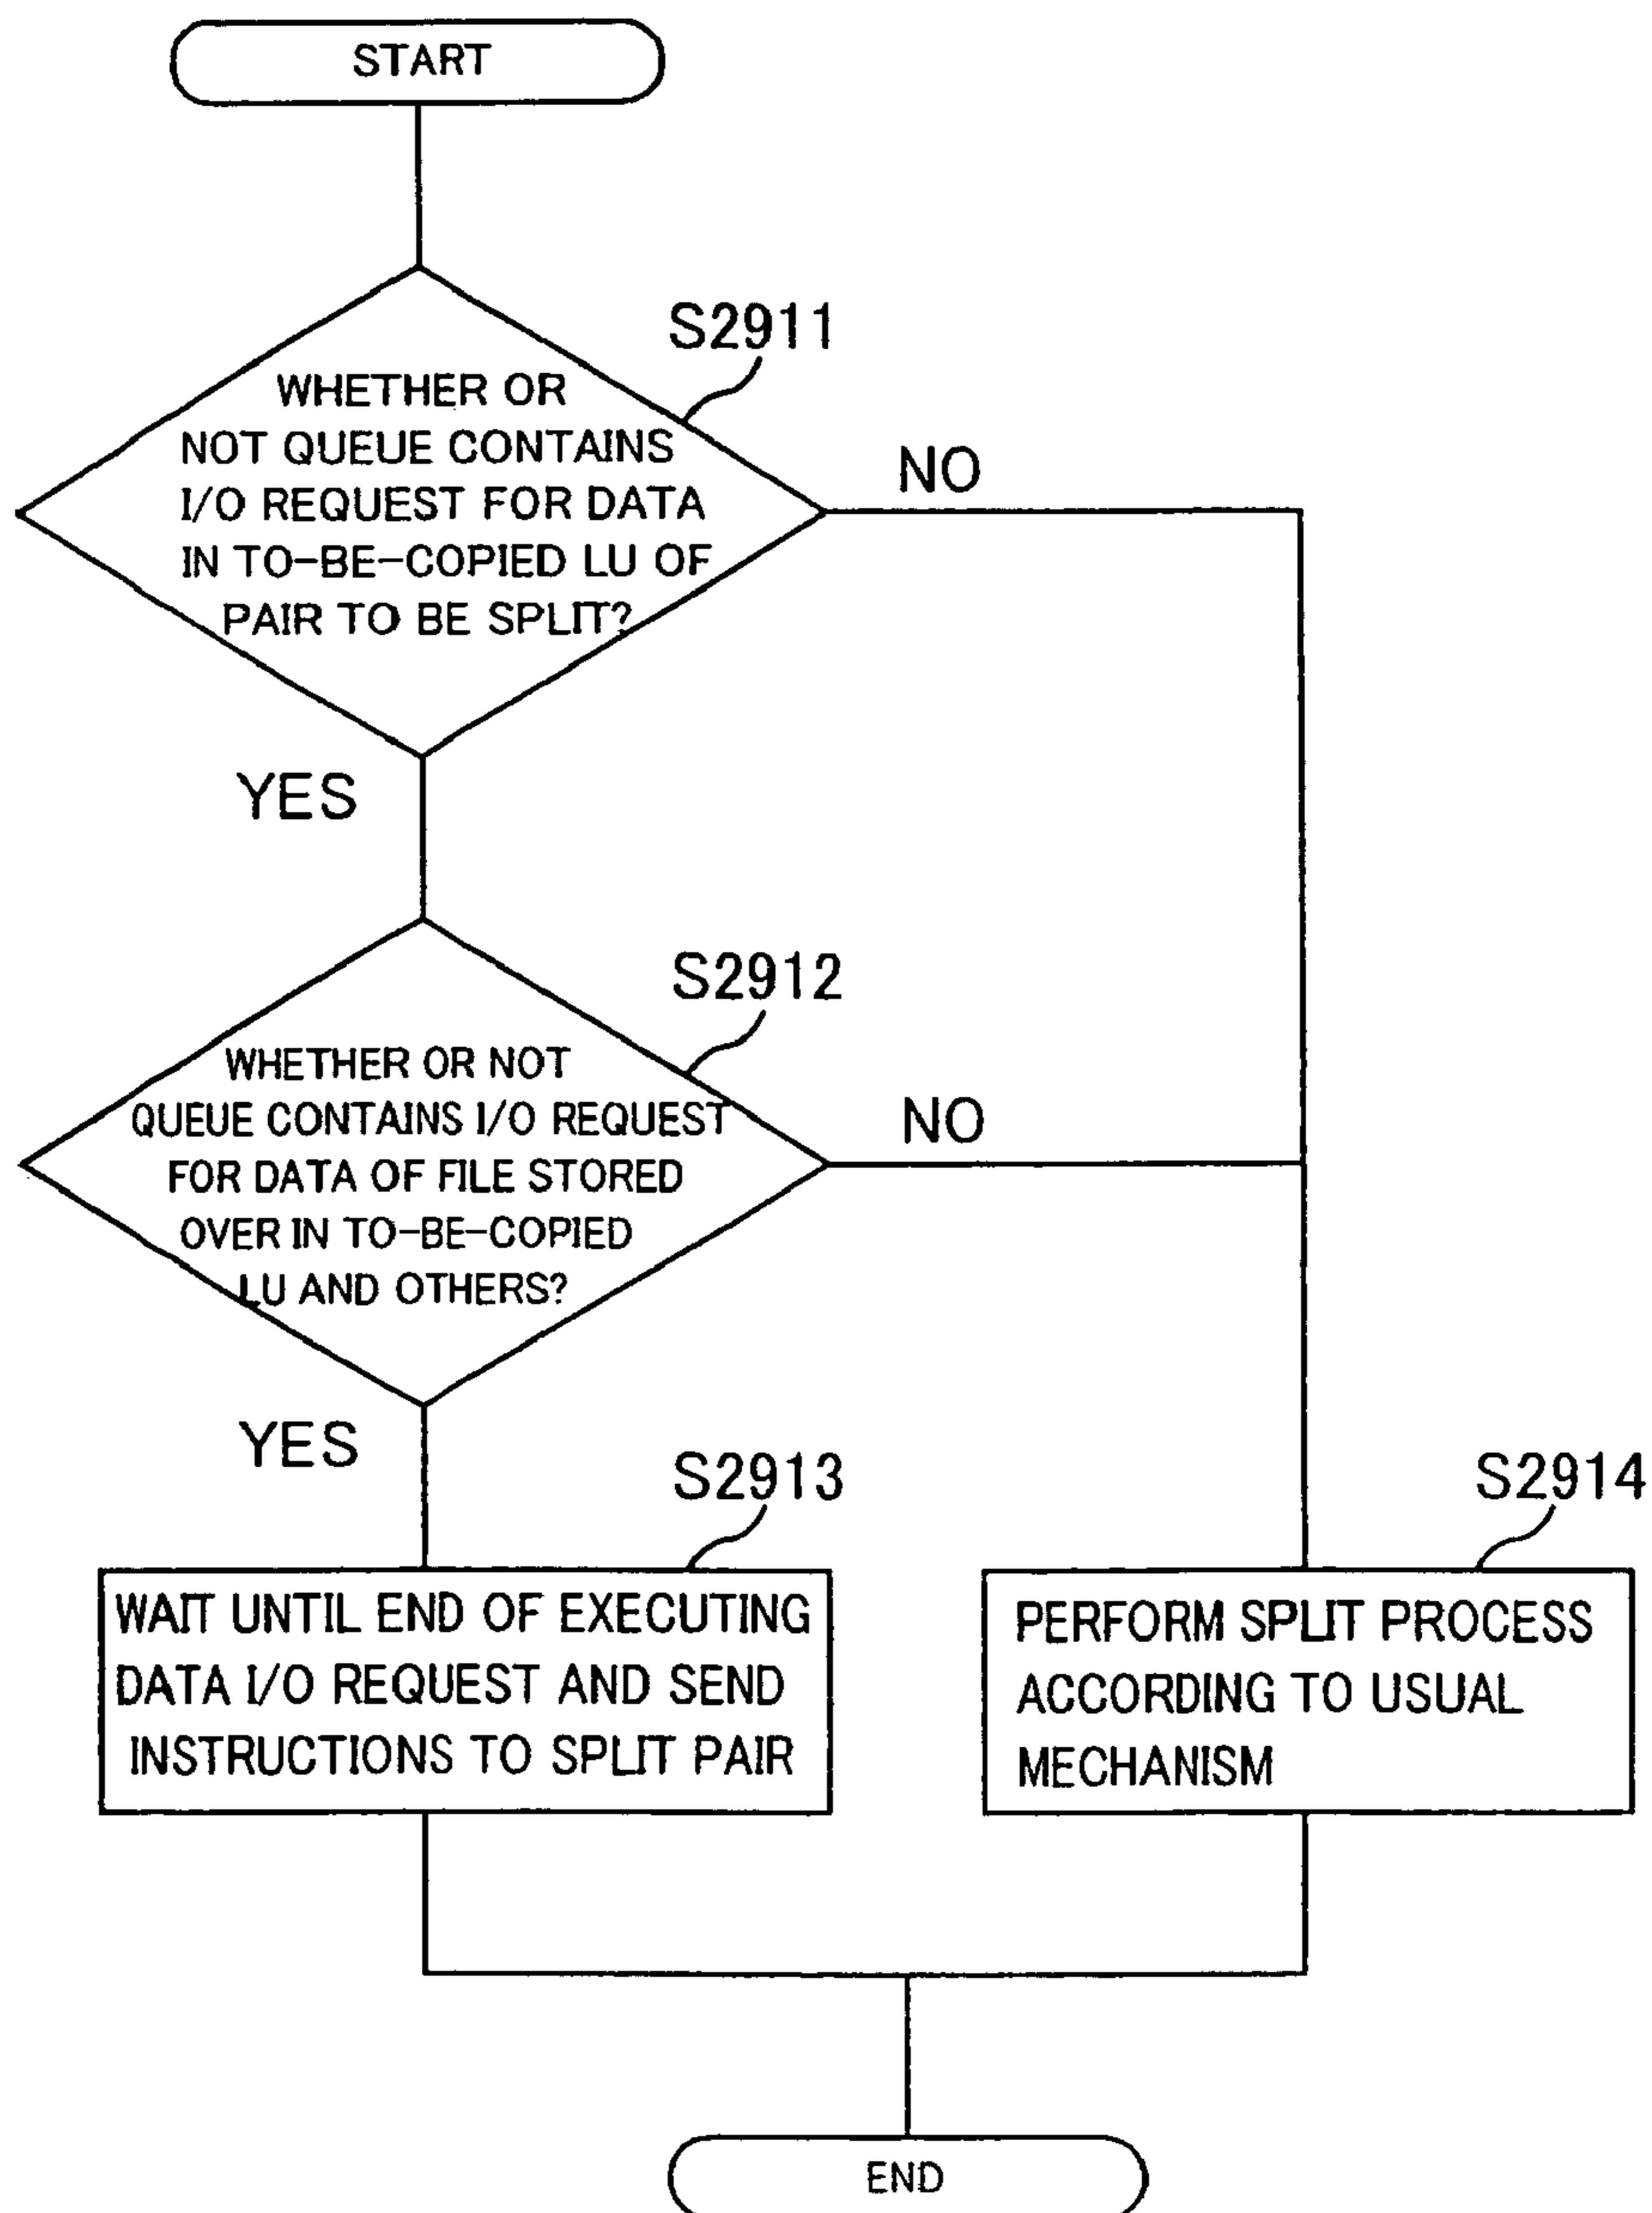 START
S2911
WHETHER OR
NOT QUEUE CONTAINS
I/O REQUEST FOR DATA
IN TO-BE-COPIED LU OF
PAIR TO BE SPLIT?
NO
YES
S2912
WHETHER OR NOT
QUEUE CONTAINS I/O REQUEST
FOR DATA OF FILE STORED
OVER IN TO-BE-COPIED
LU AND OTHERS?
NO
YES
S2913
WAIT UNTIL END OF EXECUTING
DATA I/O REQUEST AND SEND
INSTRUCTIONS TO SPLIT PAIR
S2914
PERFORM SPLIT PROCESS
ACCORDING TO USUAL
MECHANISM
END